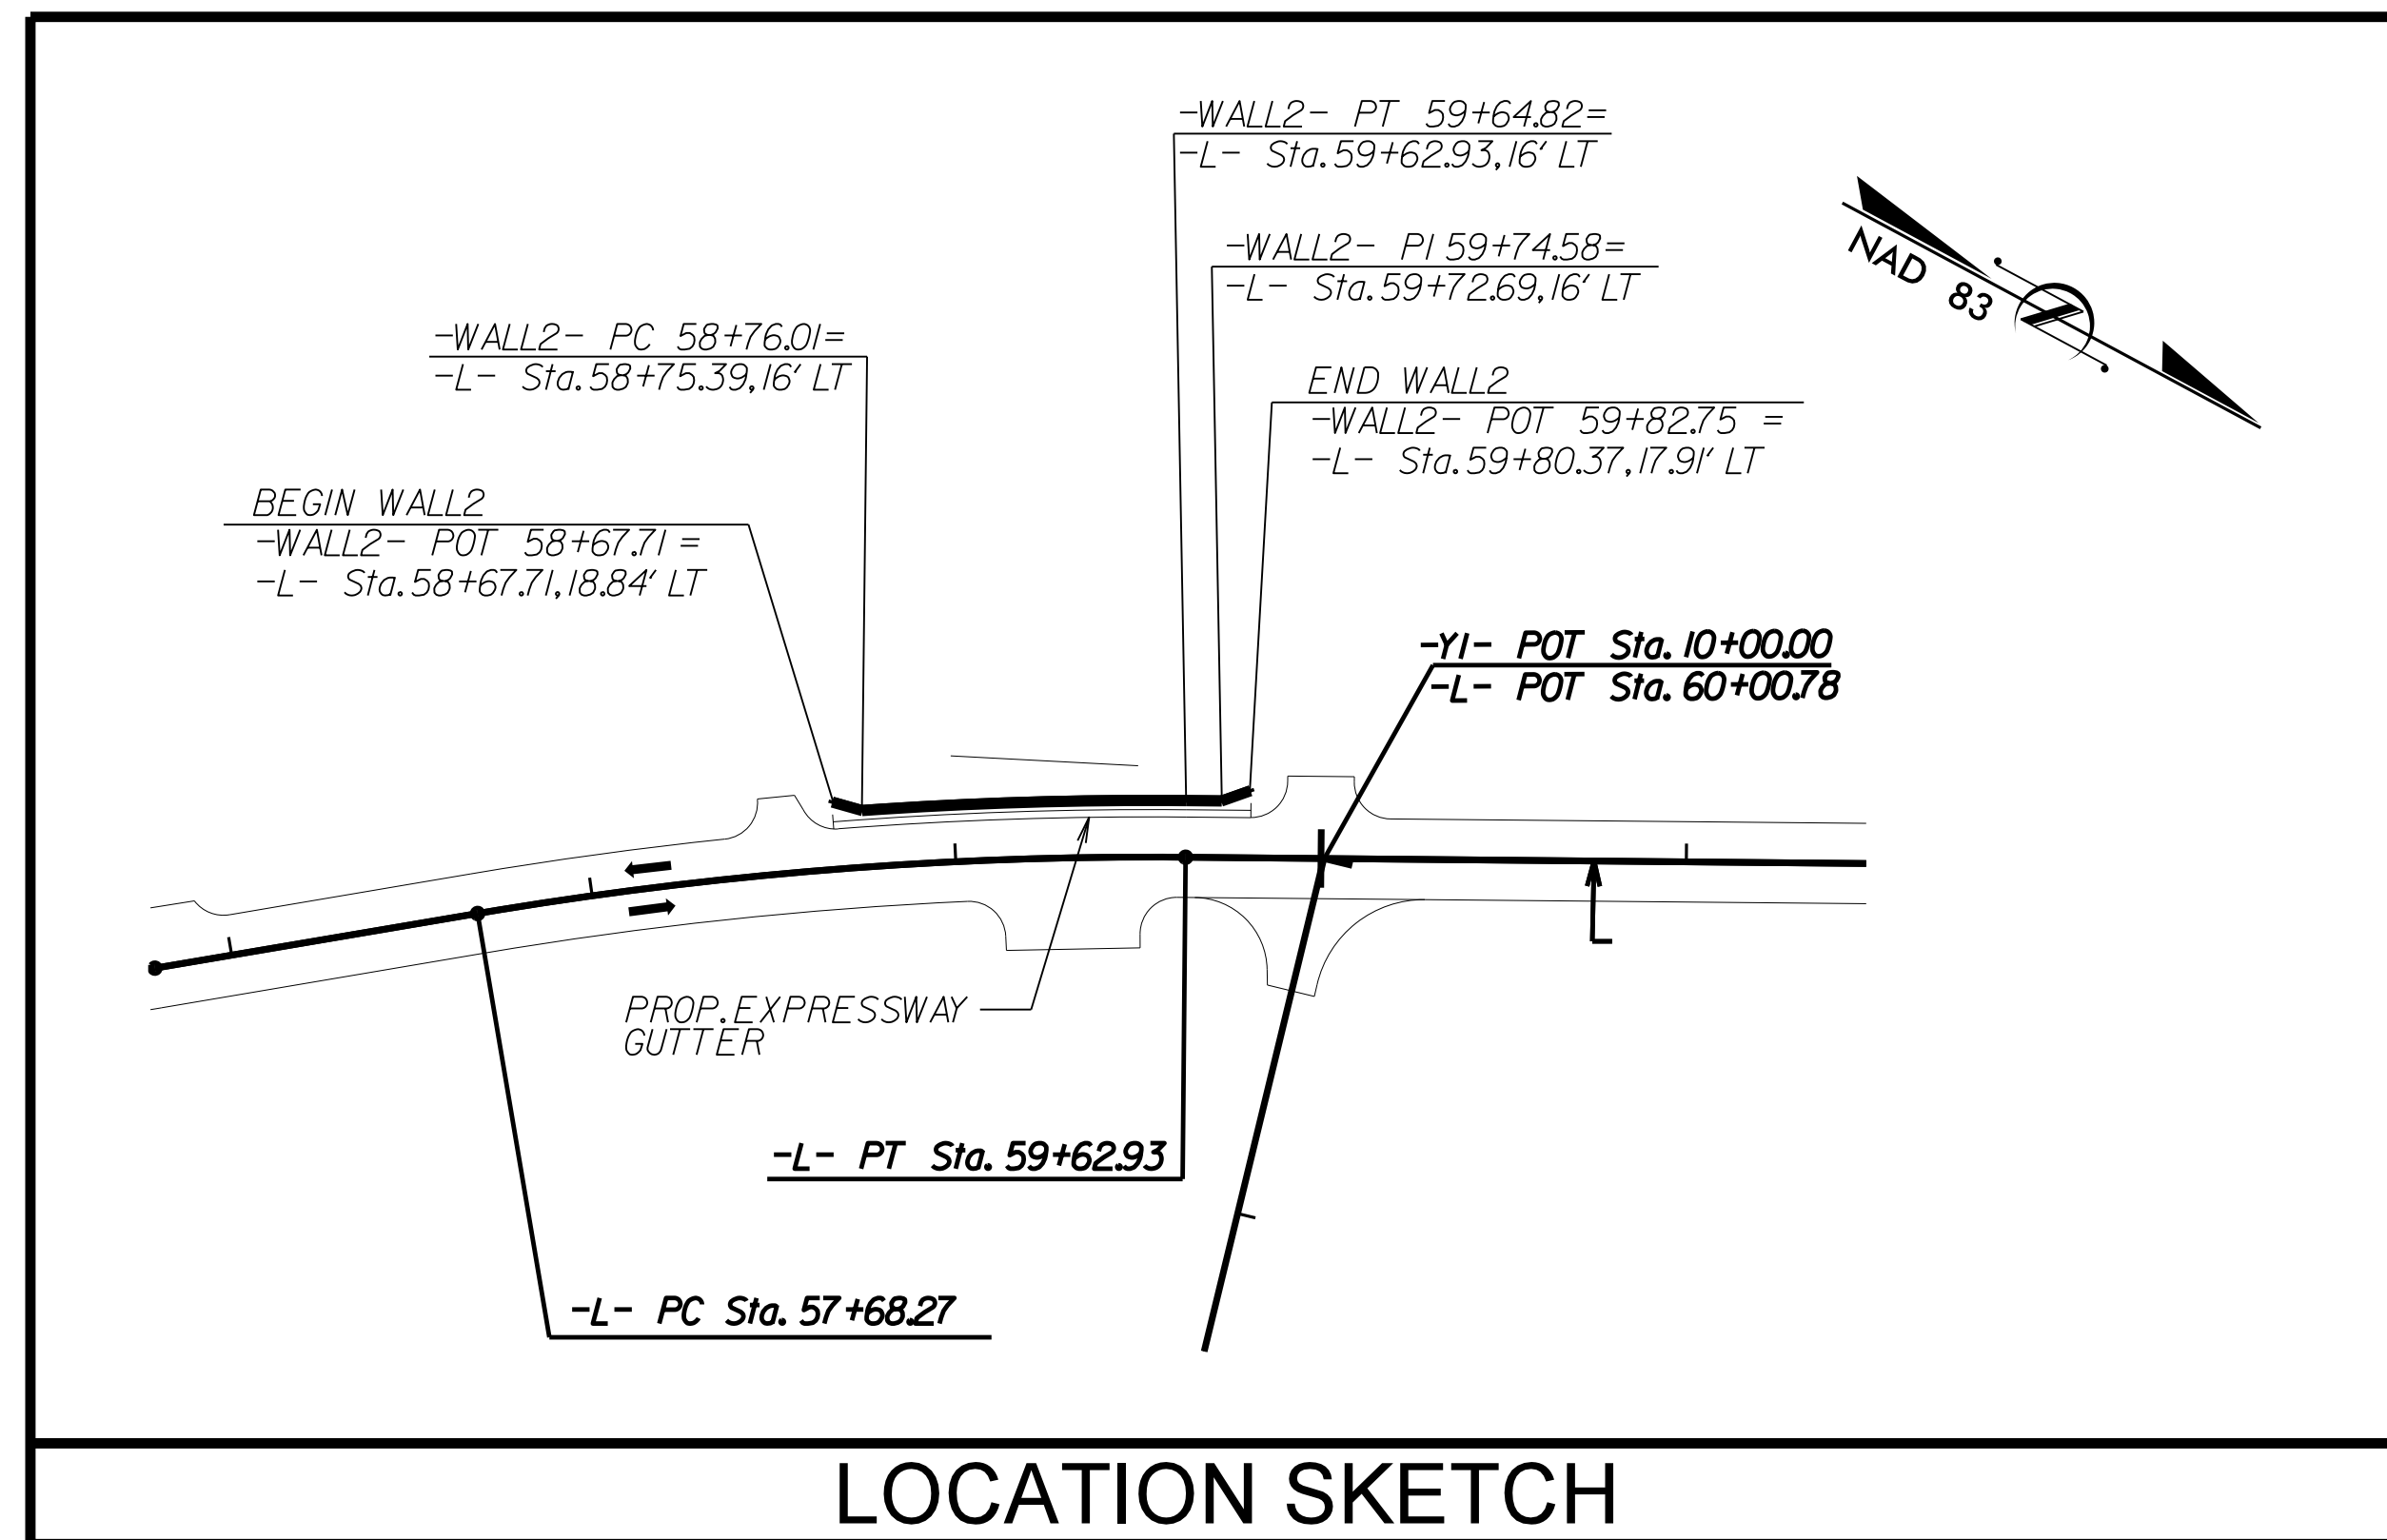 -WALL2- PT 59+64.82=
-L- Sta. 59+62.93, 16' LT
-WALL2- PI 59+74.58=
-L- Sta. 59+72.69, 16' LT
NAD 83
-WALL2- PC 58+76.01=
-L- Sta. 58+75.39, 16' LT
END WALL2
-WALL2- POT 59+82.75 =
-L- Sta. 59+80.37, 17.91' LT
BEGIN WALL2
-WALL2- POT 58+67.71 =
-L- Sta. 58+67.71, 18.84' LT
-Y1- POT Sta. 10+00.00
-L- POT Sta. 60+00.78
L
PROP. EXPRESSWAY
GUTTER
-L- PT Sta. 59+62.93
-L- PC Sta. 57+68.27
LOCATION SKETCH